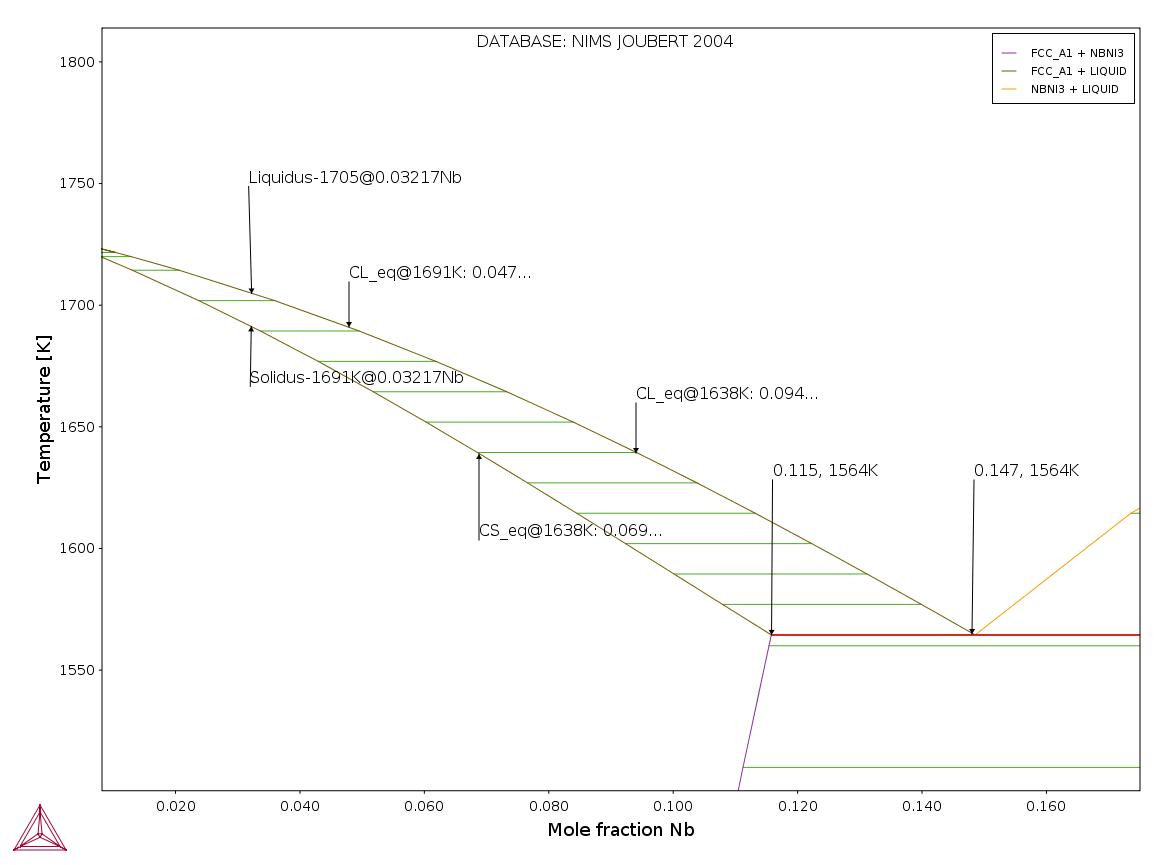 DATABASE: NIMS JOUBERT 2004
FCC_A1 + NBNI3
FCC_A1 + LIQUID
NBNI3 + LIQUID
1800
1750
1700
1650
1600
1550
Temperature [K]
Liquidus-1705@0.03217Nb
CL_eq@1691K: 0.047...
Solidus-1691K@0.03217Nb
CL_eq@1638K: 0.094...
CS_eq@1638K: 0.069...
0.115, 1564K
0.147, 1564K
0.020
0.040
0.060
0.080
0.100
0.120
0.140
0.160
Mole fraction Nb